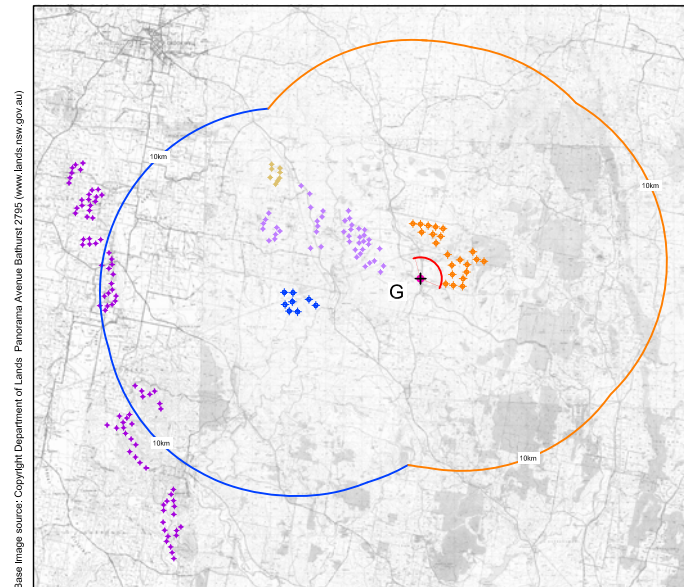 10km
10km
G
10km
10km
Base Image source: Copyright Department of Lands Panorama Avenue Bathurst 2795 (www.lands.nsw.gov.au)